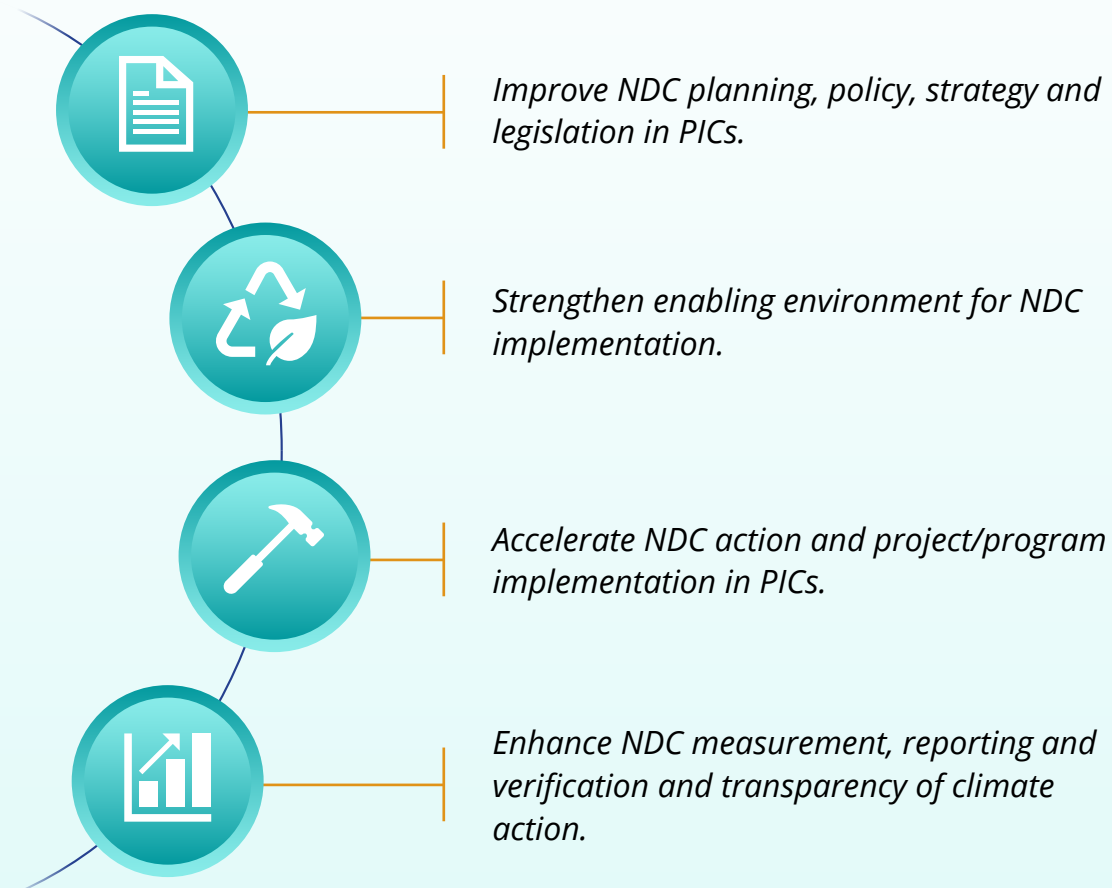 Improve NDC planning, policy, strategy and
legislation in PICs.
Strengthen enabling environment for NDC
implementation.
Accelerate NDC action and project/program
implementation in PICs.
Enhance NDC measurement, reporting and
verification and transparency of climate
action.